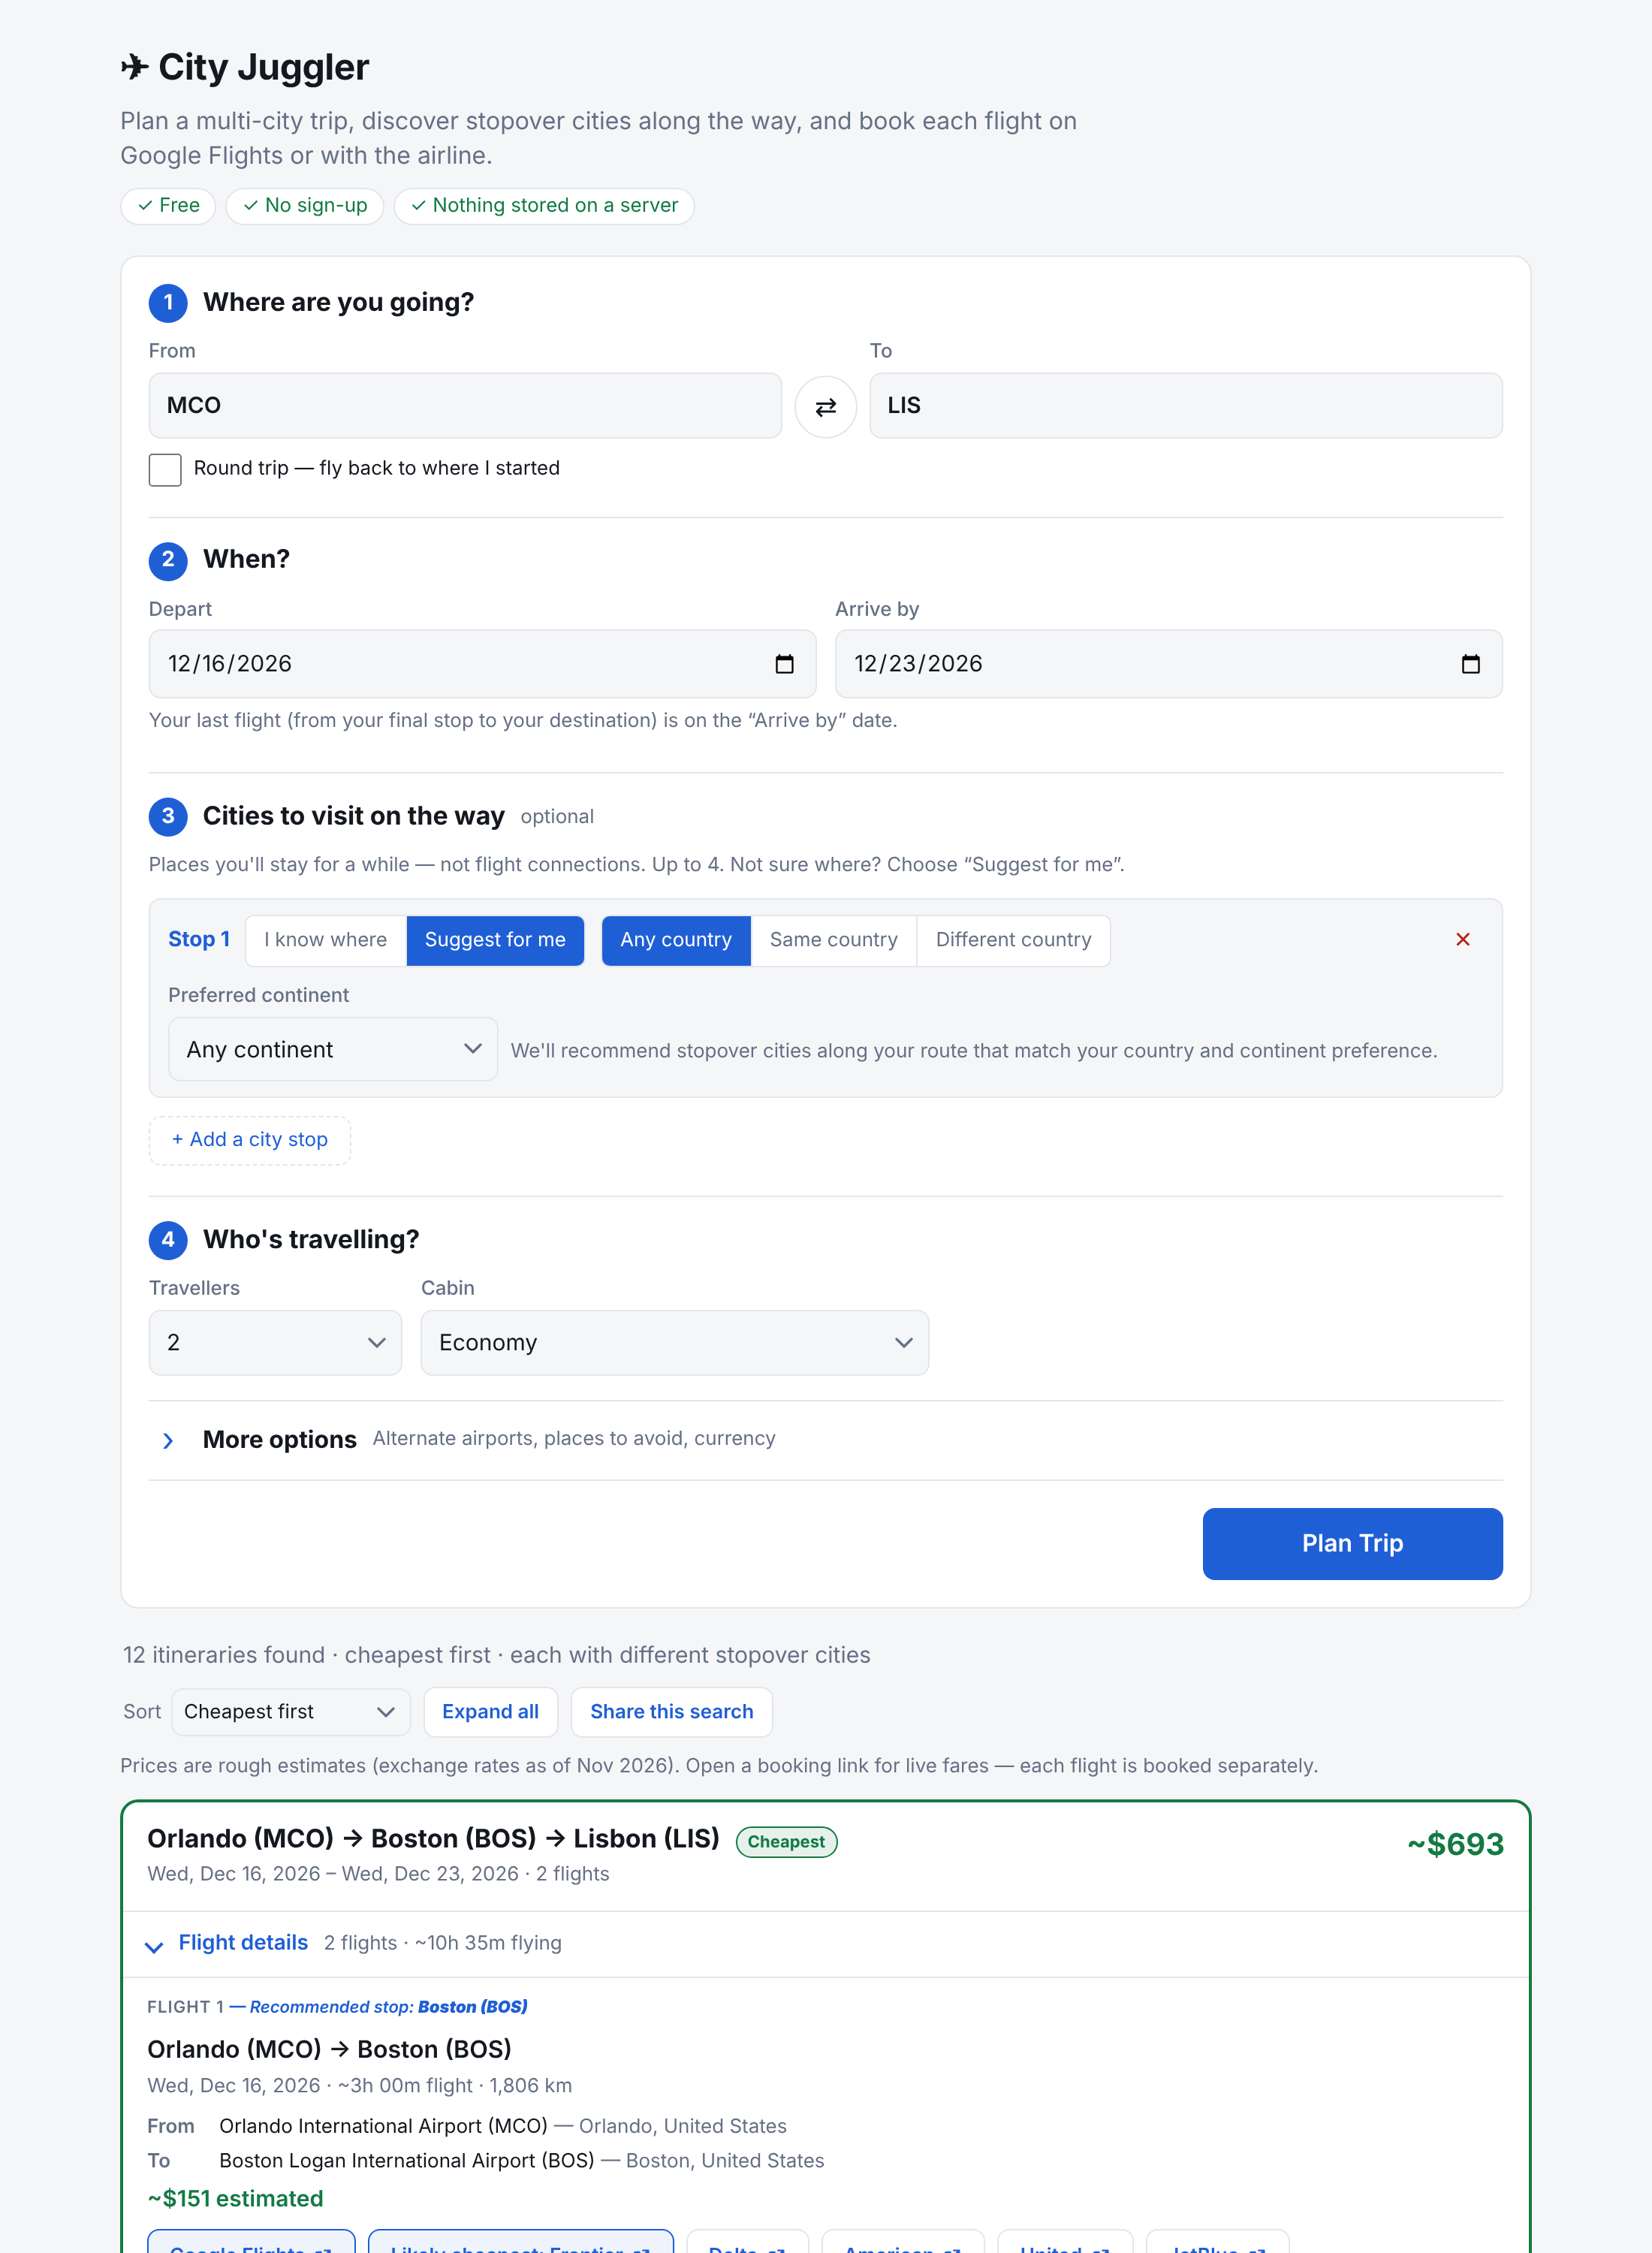 ✈ City Juggler
Plan a multi-city trip, discover stopover cities along the way, and book each flight on
Google Flights or with the airline.
✓ Free ✓ No sign-up ✓ Nothing stored on a server
1 Where are you going?
From To
MCO ⇄ LIS
Round trip — fly back to where I started
2 When?
Depart Arrive by
12/16/2026 12/23/2026
Your last flight (from your final stop to your destination) is on the “Arrive by” date.
3 Cities to visit on the way optional
Places you'll stay for a while — not flight connections. Up to 4. Not sure where? Choose “Suggest for me”.
Stop 1 I know where Suggest for me Any country Same country Different country ✕
Preferred continent
Any continent We'll recommend stopover cities along your route that match your country and continent preference.
+ Add a city stop
4 Who's travelling?
Travellers Cabin
2 Economy
More options Alternate airports, places to avoid, currency
Plan Trip
12 itineraries found · cheapest first · each with different stopover cities
Sort Cheapest first Expand all Share this search
Prices are rough estimates (exchange rates as of Nov 2026). Open a booking link for live fares — each flight is booked separately.
Orlando (MCO) → Boston (BOS) → Lisbon (LIS) Cheapest ~$693
Wed, Dec 16, 2026 – Wed, Dec 23, 2026 · 2 flights
Flight details 2 flights · ~10h 35m flying
FLIGHT 1 — Recommended stop: Boston (BOS)
Orlando (MCO) → Boston (BOS)
Wed, Dec 16, 2026 · ~3h 00m flight · 1,806 km
From Orlando International Airport (MCO) — Orlando, United States
To Boston Logan International Airport (BOS) — Boston, United States
~$151 estimated
Google Flights Likely cheapest: Frontier Delta American United JetBlue